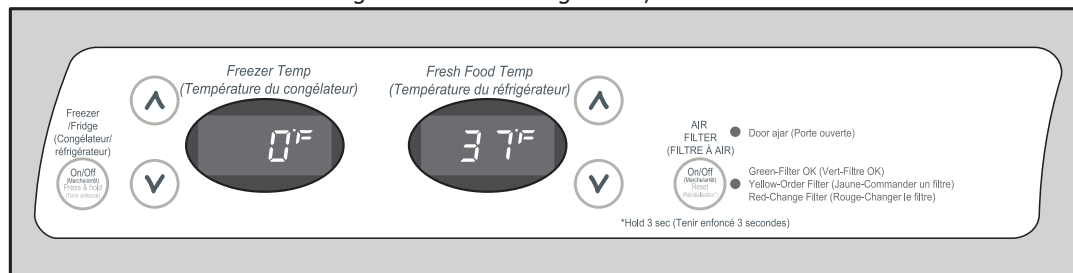 Freezer
/Fridge
(Congélateur/
réfrigérateur)
On/Off
(Marche/arrêt)
Press & hold
(Tenir enfoncé)
Freezer Temp
(Température du congélateur)
0°F
Fresh Food Temp
(Température du réfrigérateur)
37°F
AIR
FILTER
(FILTRE À AIR)
On/Off
(Marche/arrêt)
Reset
(Réinitialisation*)
Door ajar (Porte ouverte)
Green-Filter OK (Vert-Filtre OK)
Yellow-Order Filter (Jaune-Commander un filtre)
Red-Change Filter (Rouge-Changer le filtre)
*Hold 3 sec (Tenir enfoncé 3 secondes)